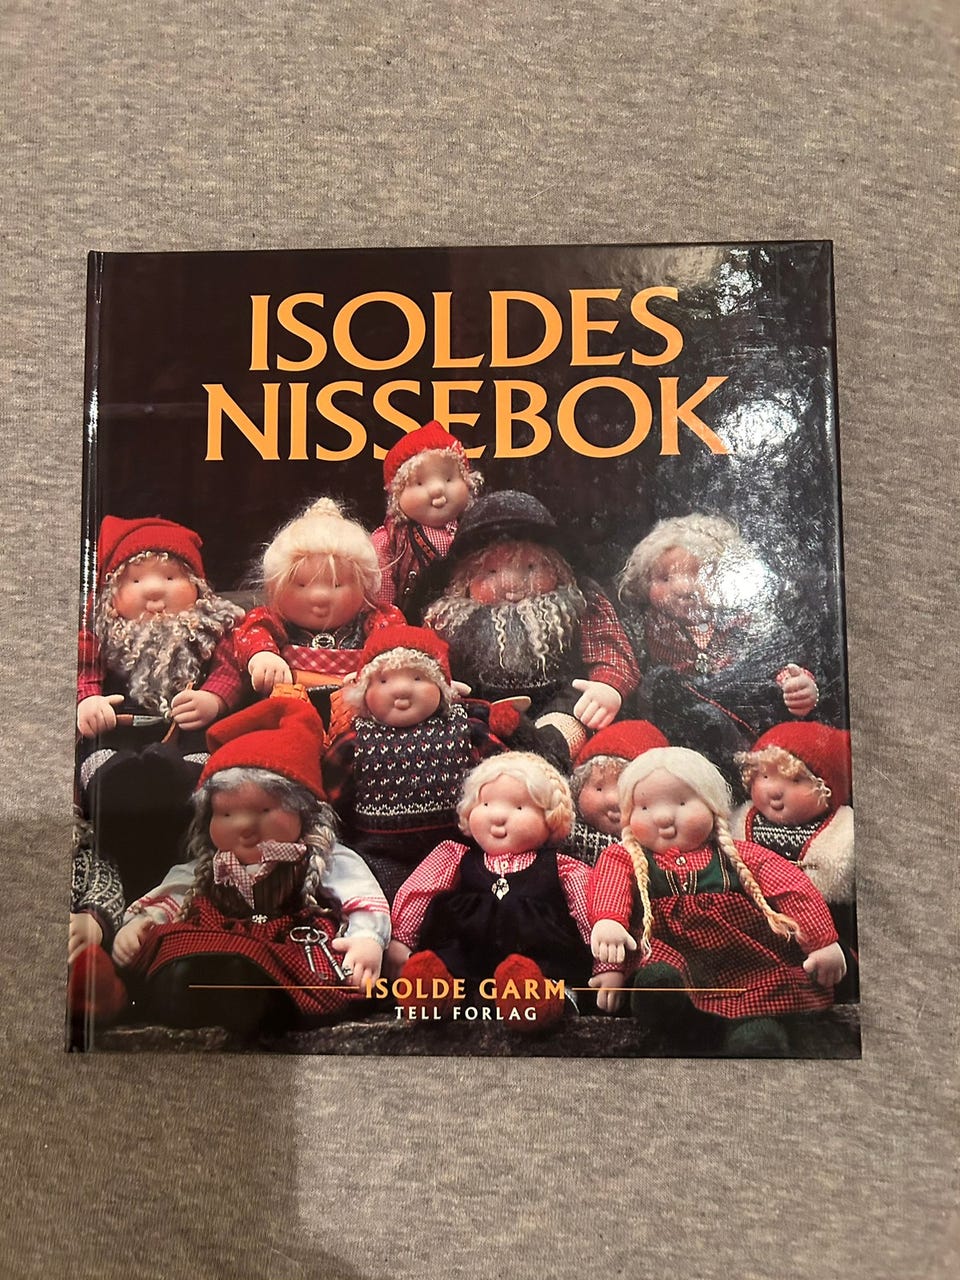 ISOLDES
NISSEBOK
ISOLDE GARM
TELL FORLAG